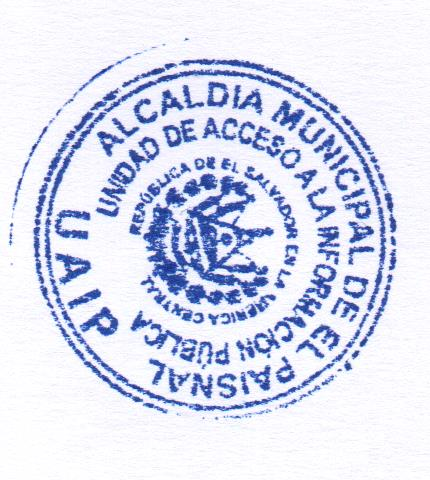 ALCALDIA MUNICIPAL DE EL PAISNAL
UNIDAD DE ACCESO A LA INFORMACIÓN PÚBLICA
REPÚBLICA DE EL SALVADOR EN LA AMERICA CENTRAL
UAIP